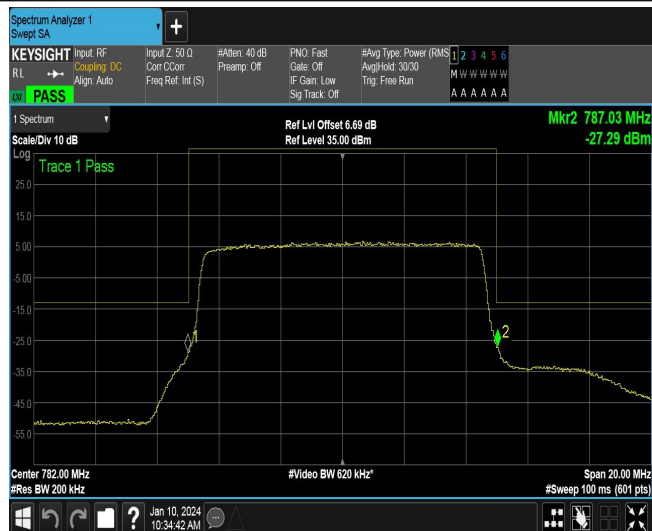 Spectrum Analyzer 1
Swept SA
+
KEYSIGHT
RL
LXI PASS
Input: RF
Coupling: DC
Align: Auto
Input Z: 50 Ω
Corr CCorr
Freq Ref: Int (S)
#Atten: 40 dB
Preamp: Off
PNO: Fast
Gate: Off
IF Gain: Low
Sig Track: Off
#Avg Type: Power (RMS
Avg|Hold: 30/30
Trig: Free Run
1 2 3 4 5 6
M W W W W W
A A A A A A
1 Spectrum
Scale/Div 10 dB
Ref Lvl Offset 6.69 dB
Ref Level 35.00 dBm
Mkr2 787.03 MHz
-27.29 dBm
Log
Trace 1 Pass
25.0
15.0
5.00
-5.00
-15.0
-25.0
-35.0
-45.0
-55.0
1
2
Center 782.00 MHz
#Res BW 200 kHz
#Video BW 620 kHz*
Span 20.00 MHz
#Sweep 100 ms (601 pts)
?
Jan 10, 2024
10:34:42 AM